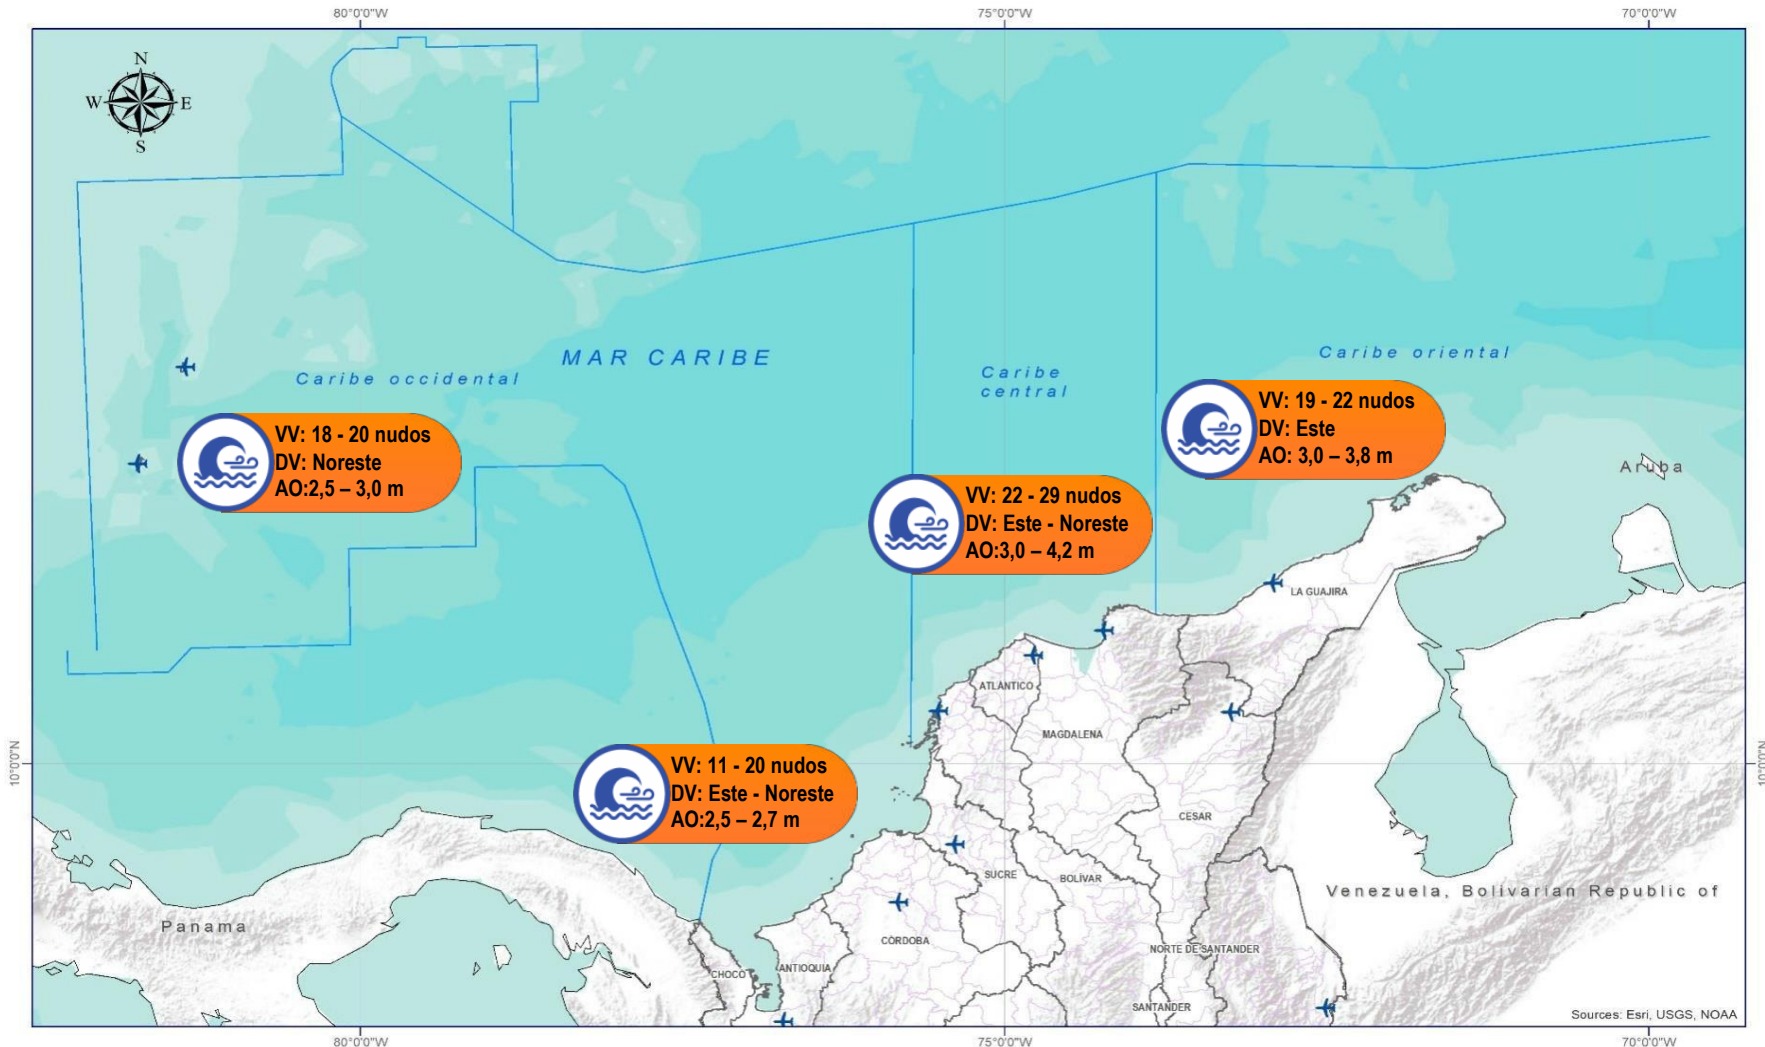 80°0'0"W
75°0'0"W
70°0'0"W
N
W
E
S
MAR CARIBE
Caribe occidental
Caribe
central
Caribe oriental
VV: 19 - 22 nudos
DV: Este
AO: 3,0 – 3,8 m
VV: 18 - 20 nudos
DV: Noreste
AO:2,5 – 3,0 m
VV: 22 - 29 nudos
DV: Este - Noreste
AO:3,0 – 4,2 m
Aruba
LA GUAJIRA
ATLÁNTICO
MAGDALENA
10°0'0"N
10°0'0"N
VV: 11 - 20 nudos
DV: Este - Noreste
AO:2,5 – 2,7 m
CESAR
SUCRE
BOLÍVAR
Venezuela, Bolivarian Republic of
Panama
CÓRDOBA
NORTE DE SANTANDER
CHOCO
ANTIOQUIA
SANTANDER
Sources: Esri, USGS, NOAA
80°0'0"W
75°0'0"W
70°0'0"W